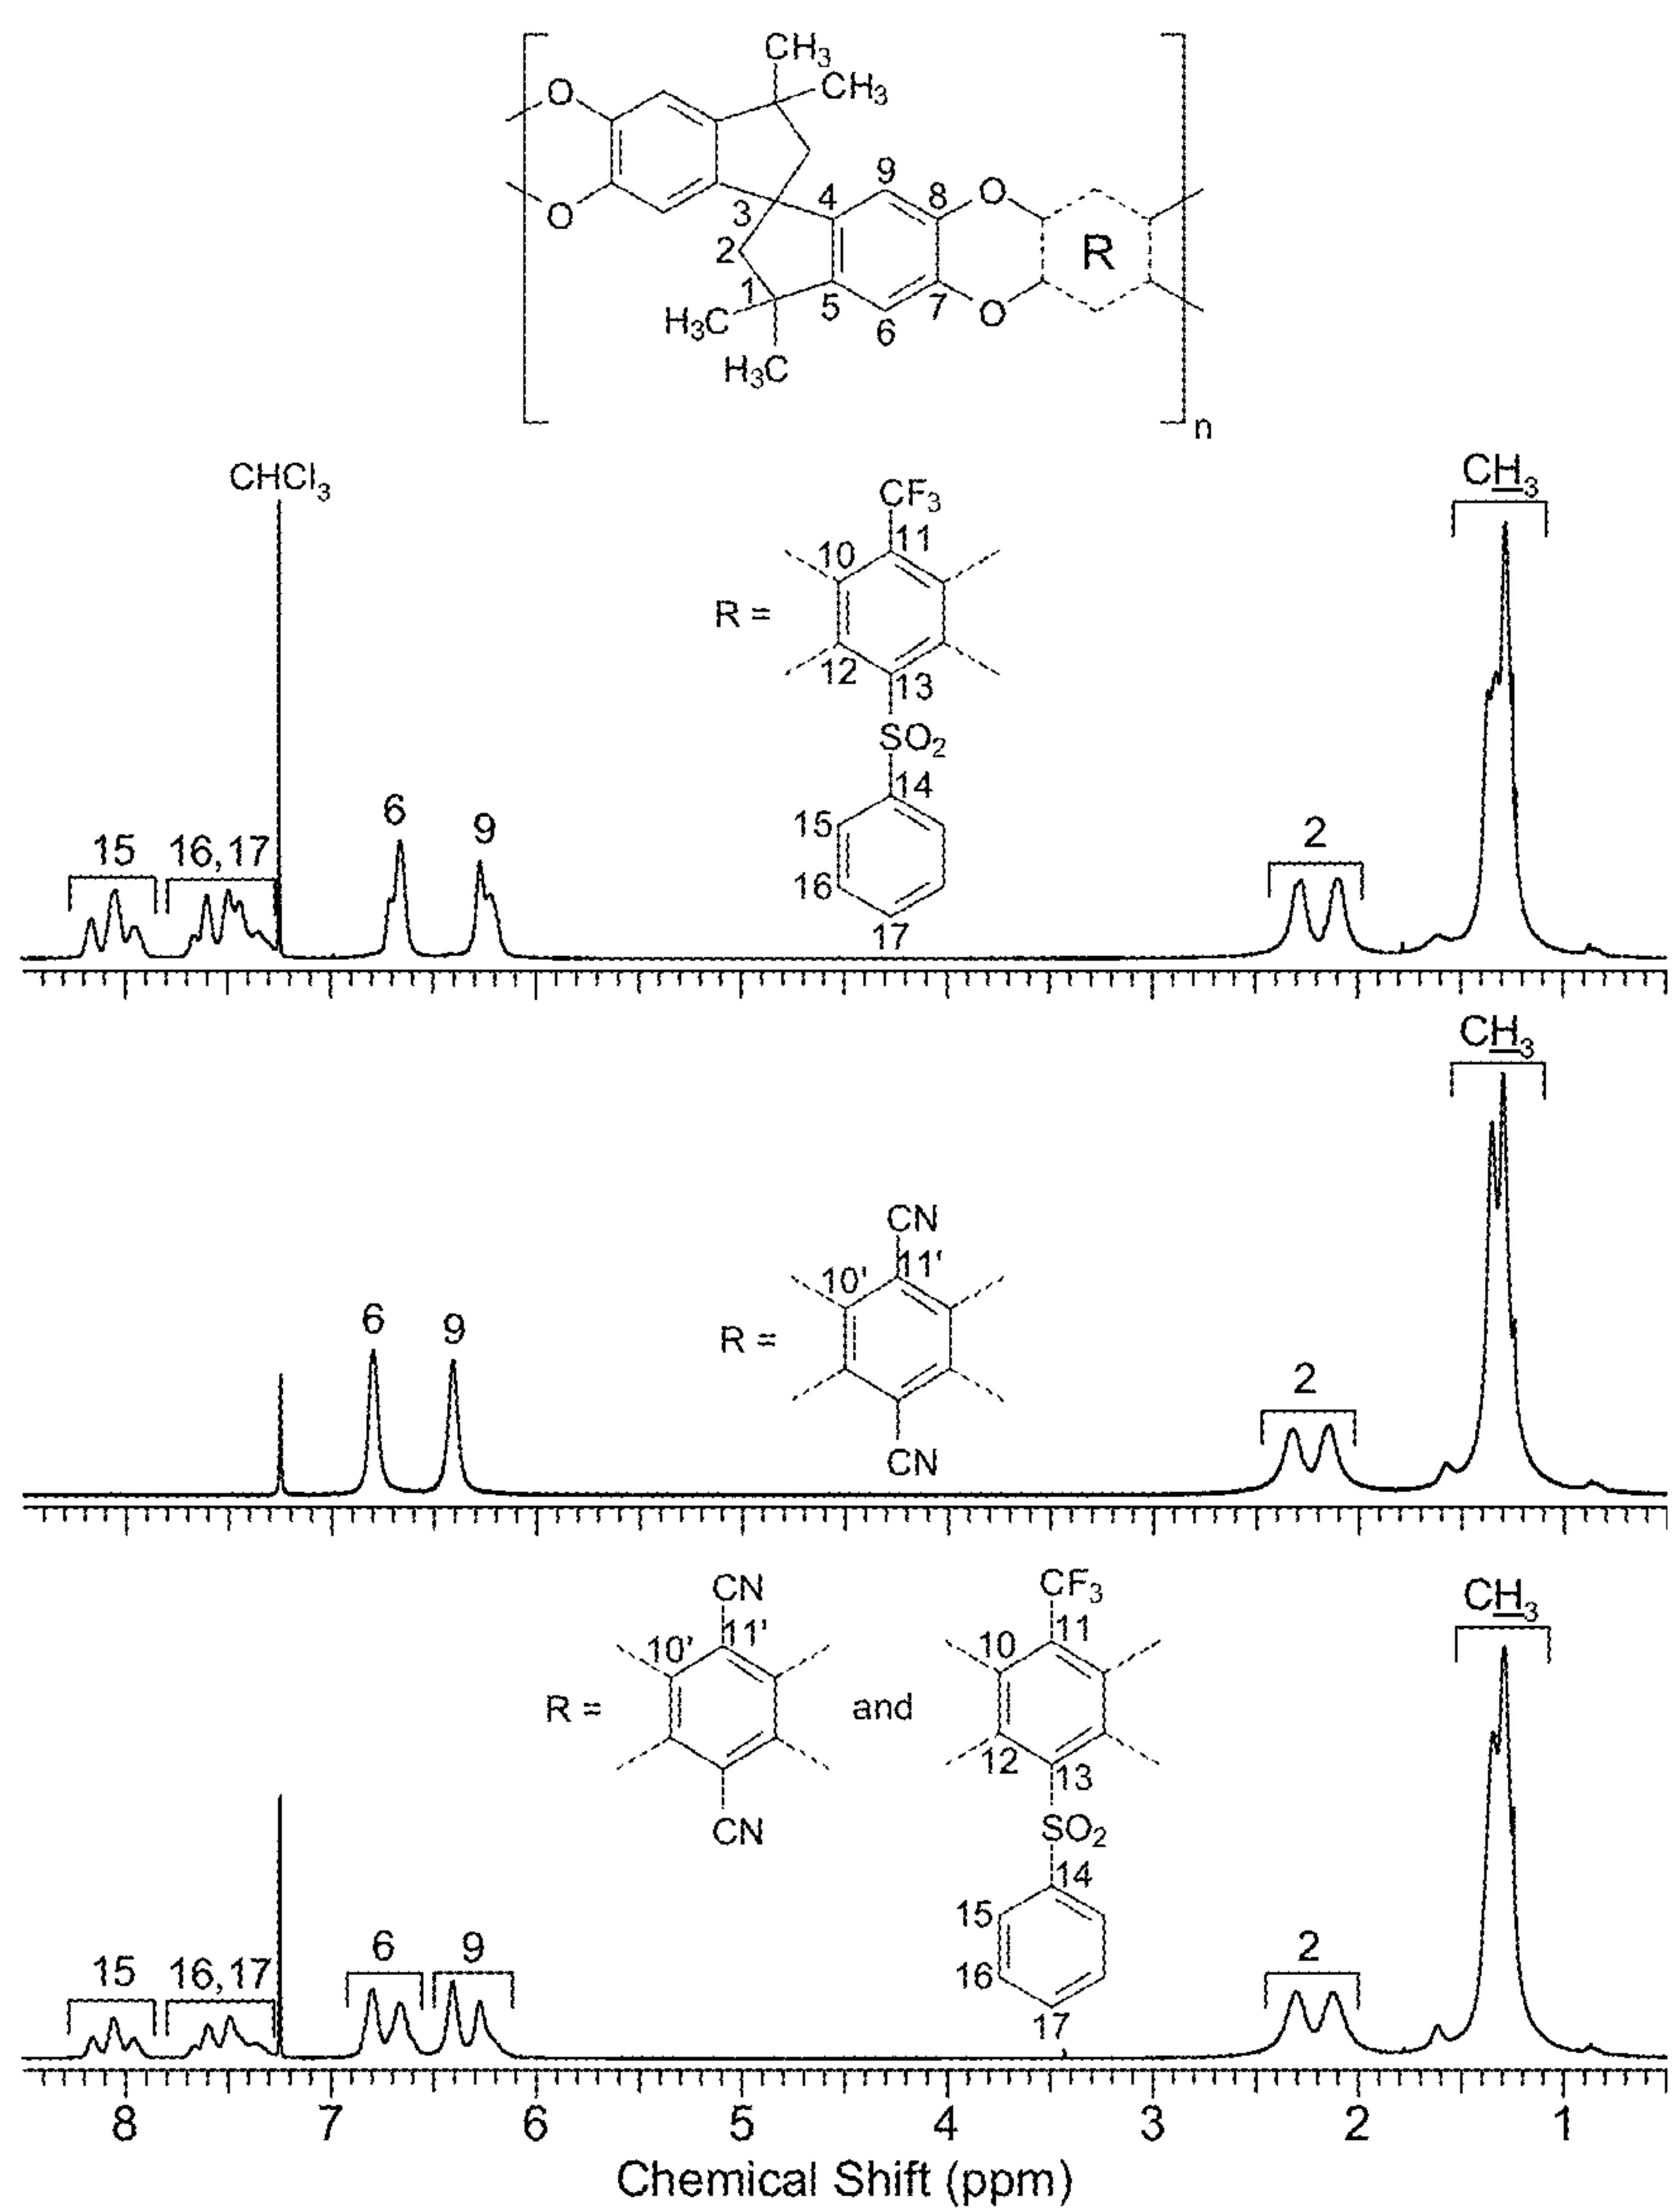 CH3
CH3
O
O
9
4
8
O
3
2
R
1
5
7
O
6
H3C
H3C
n
CHCl3
CH3
CF3
11
10
R =
12
13
SO2
14
15
16
17
15
16,17
6
9
2
CH3
CN
11'
10'
R =
CN
6
9
2
CN
11'
10'
R =
CN
and
CF3
11
10
12
13
SO2
14
15
16
17
CH3
15
16,17
6
9
2
8 7 6 5 4 3 2 1
Chemical Shift (ppm)